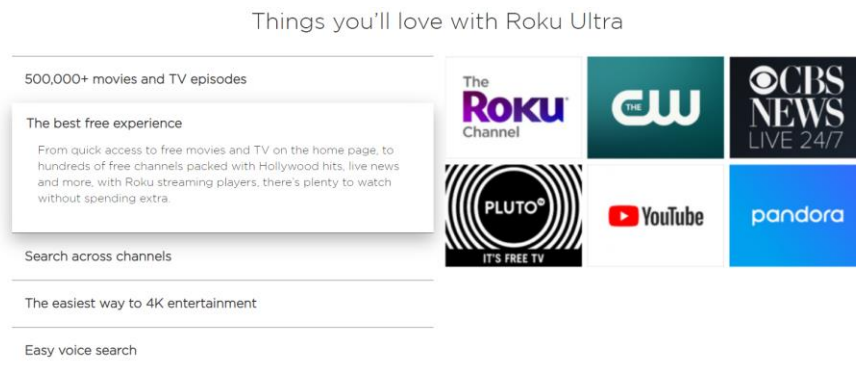 Things you’ll love with Roku Ultra
500,000+ movies and TV episodes
The best free experience
From quick access to free movies and TV on the home page, to
hundreds of free channels packed with Hollywood hits, live news
and more, with Roku streaming players, there’s plenty to watch
without spending extra.
Search across channels
The easiest way to 4K entertainment
Easy voice search
The
Roku
Channel
THE CW
CBS
NEWS
LIVE 24/7
PLUTO TV
IT'S FREE TV
YouTube
pandora